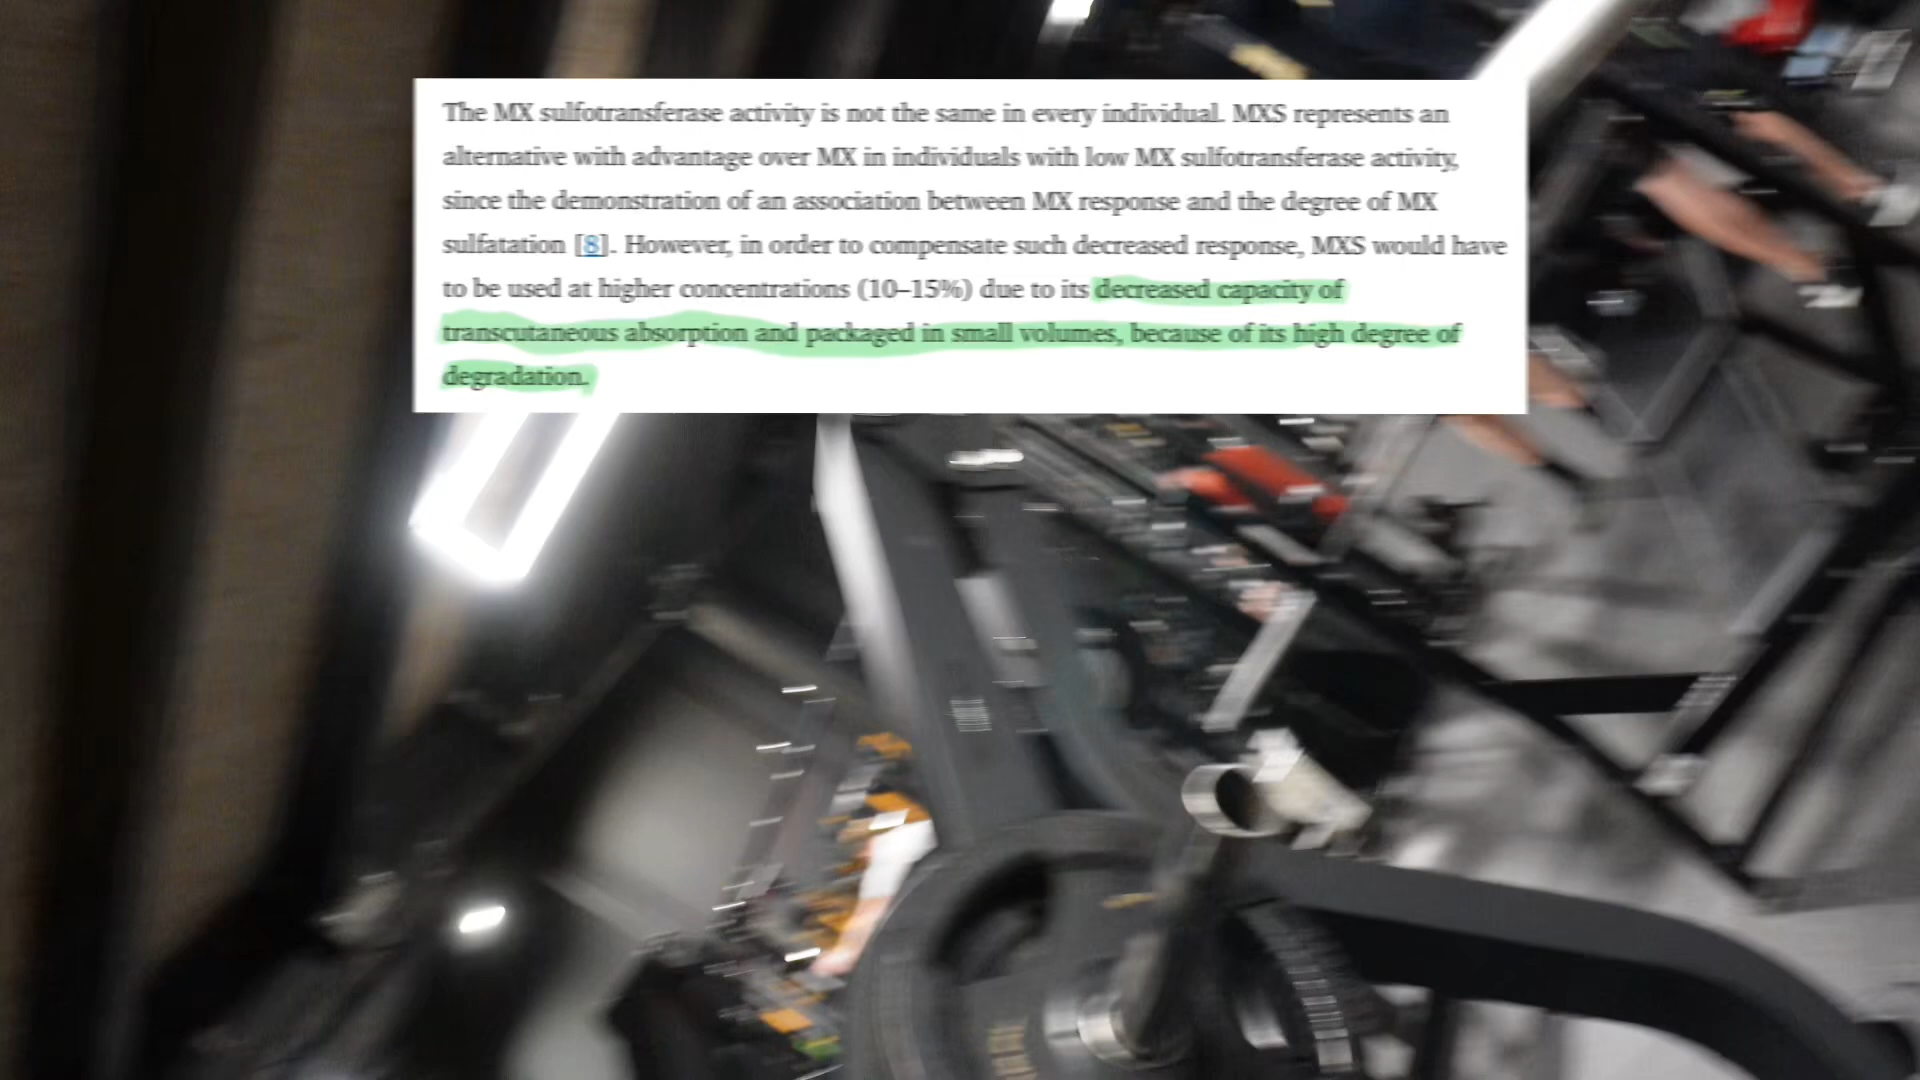 The MX sulfotransferase activity is not the same in every individual. MXS represents an
alternative with advantage over MX in individuals with low MX sulfotransferase activity,
since the demonstration of an association between MX response and the degree of MX
sulfatation [8]. However, in order to compensate such decreased response, MXS would have
to be used at higher concentrations (10–15%) due to its decreased capacity of
transcutaneous absorption and packaged in small volumes, because of its high degree of
degradation.